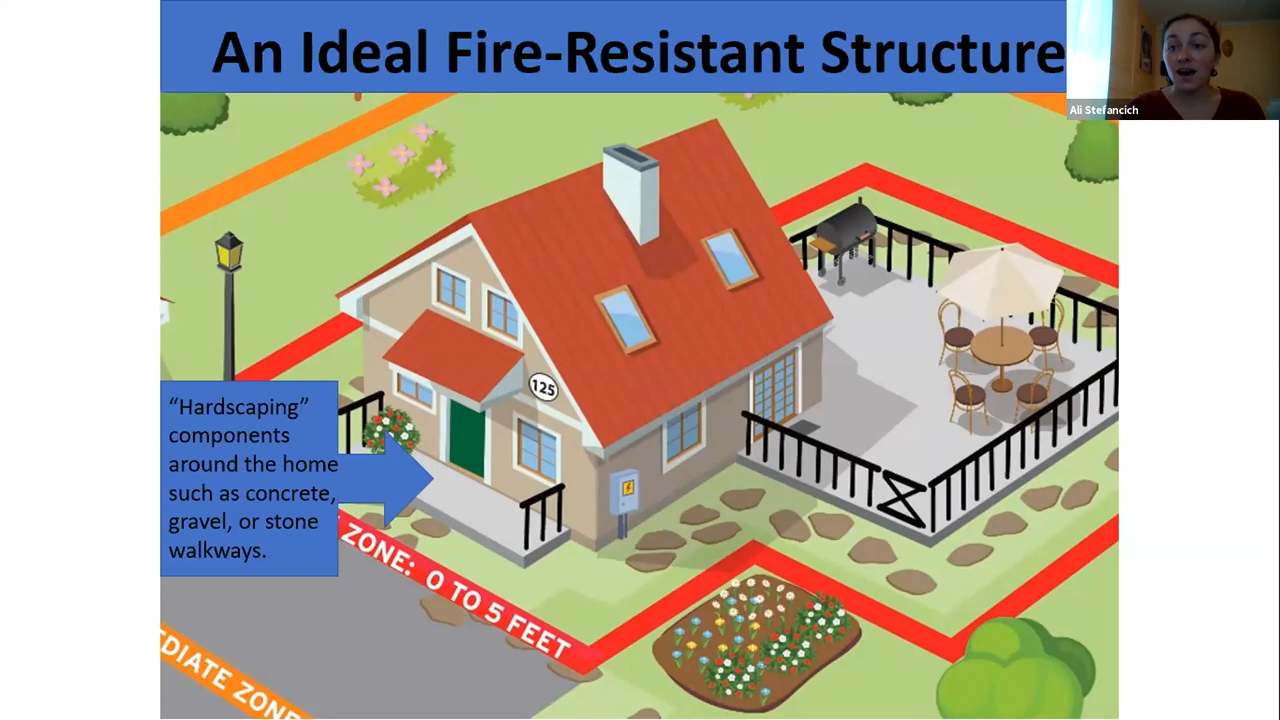 An Ideal Fire-Resistant Structure
Ali Stefancich
125
“Hardscaping”
components
around the home
such as concrete,
gravel, or stone
walkways.
ZONE: 0 TO 5 FEET
DIATE ZONE